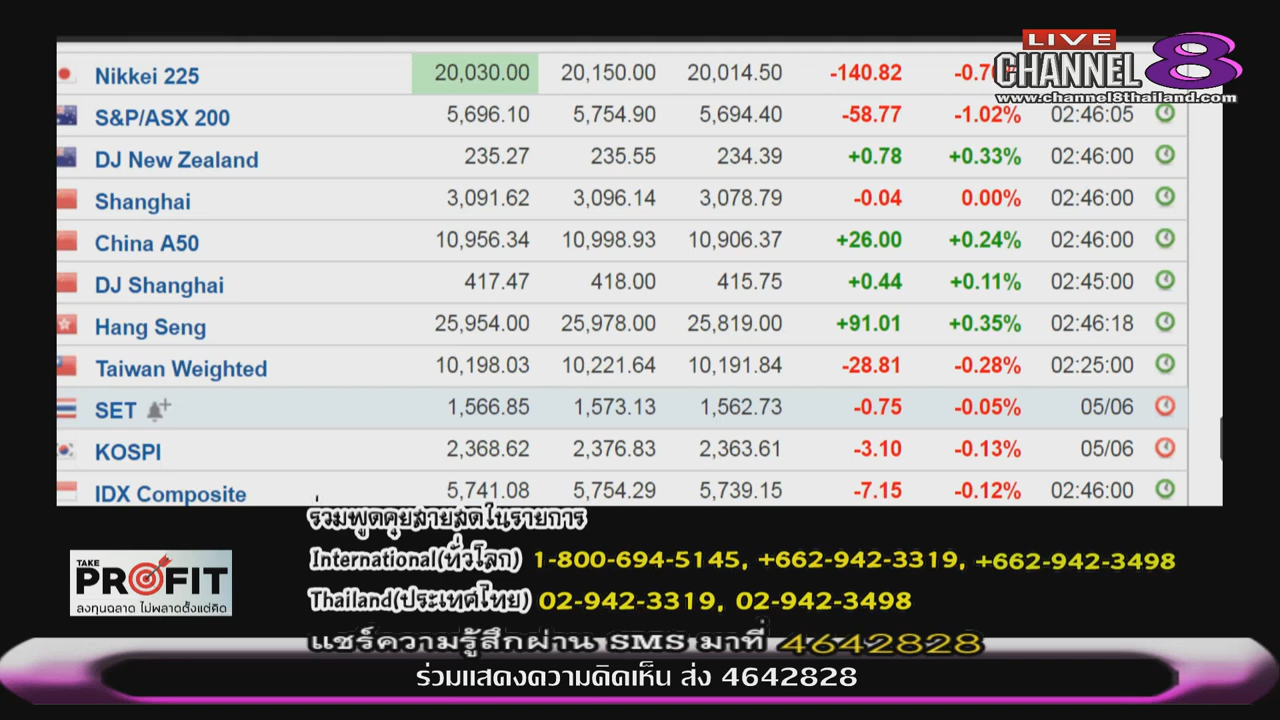 LIVE
CHANNEL 8
www.channel8thailand.com
Nikkei 225 20,030.00 20,150.00 20,014.50 -140.82
S&P/ASX 200 5,696.10 5,754.90 5,694.40 -58.77 -1.02% 02:46:05
DJ New Zealand 235.27 235.55 234.39 +0.78 +0.33% 02:46:00
Shanghai 3,091.62 3,096.14 3,078.79 -0.04 0.00% 02:46:00
China A50 10,956.34 10,998.93 10,906.37 +26.00 +0.24% 02:46:00
DJ Shanghai 417.47 418.00 415.75 +0.44 +0.11% 02:45:00
Hang Seng 25,954.00 25,978.00 25,819.00 +91.01 +0.35% 02:46:18
Taiwan Weighted 10,198.03 10,221.64 10,191.84 -28.81 -0.28% 02:25:00
SET 1,566.85 1,573.13 1,562.73 -0.75 -0.05% 05/06
KOSPI 2,368.62 2,376.83 2,363.61 -3.10 -0.13% 05/06
IDX Composite 5,741.08 5,754.29 5,739.15 -7.15 -0.12% 02:46:00
ร่วมพูดคุยสายสดในรายการ
International(ทั่วโลก) 1-800-694-5145, +662-942-3319, +662-942-3498
Thailand(ประเทศไทย) 02-942-3319, 02-942-3498
แชร์ความรู้สึกผ่าน SMS มาที่ 4642828
TAKE
PROFIT
ลงทุนฉลาด ไม่พลาดตั้งแต่คิด
ร่วมแสดงความคิดเห็น ส่ง 4642828